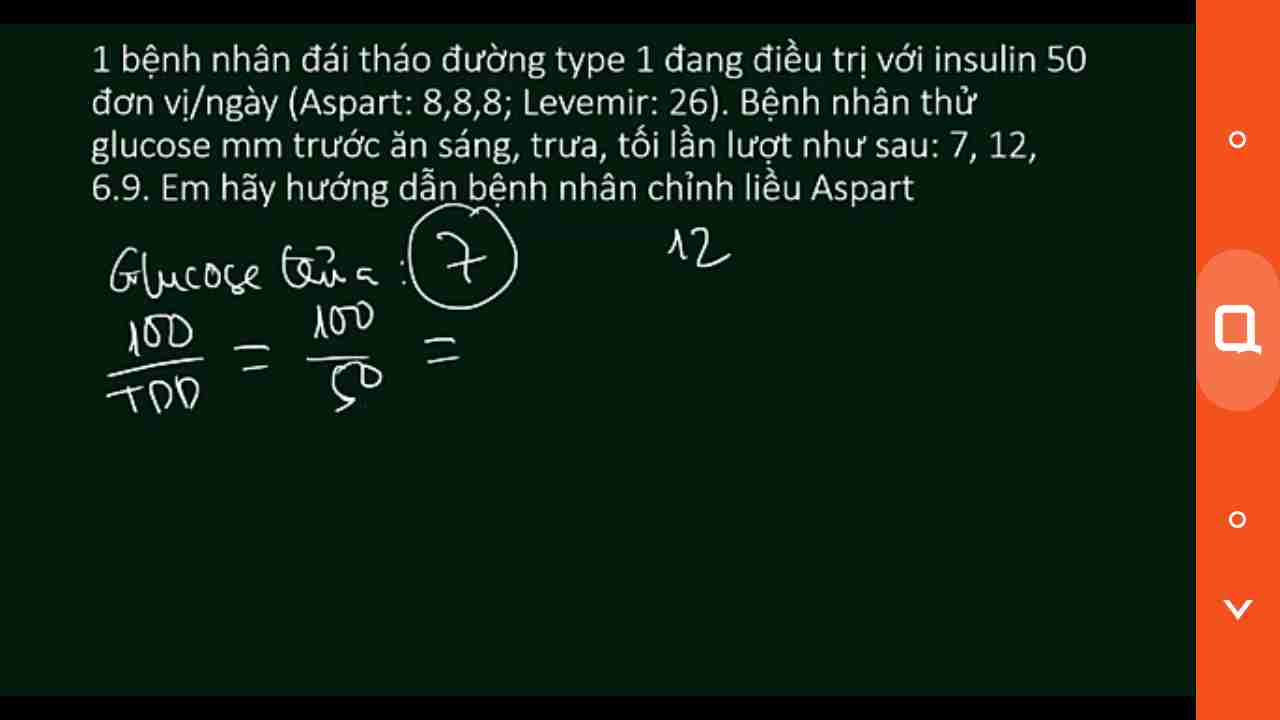 1 bệnh nhân đái tháo đường type 1 đang điều trị với insulin 50
đơn vị/ngày (Aspart: 8,8,8; Levemir: 26). Bệnh nhân thử
glucose mm trước ăn sáng, trưa, tối lần lượt như sau: 7, 12,
6.9. Em hãy hướng dẫn bệnh nhân chỉnh liều Aspart
Glucose : 7 12
100 / TDD = 100 / 50 =